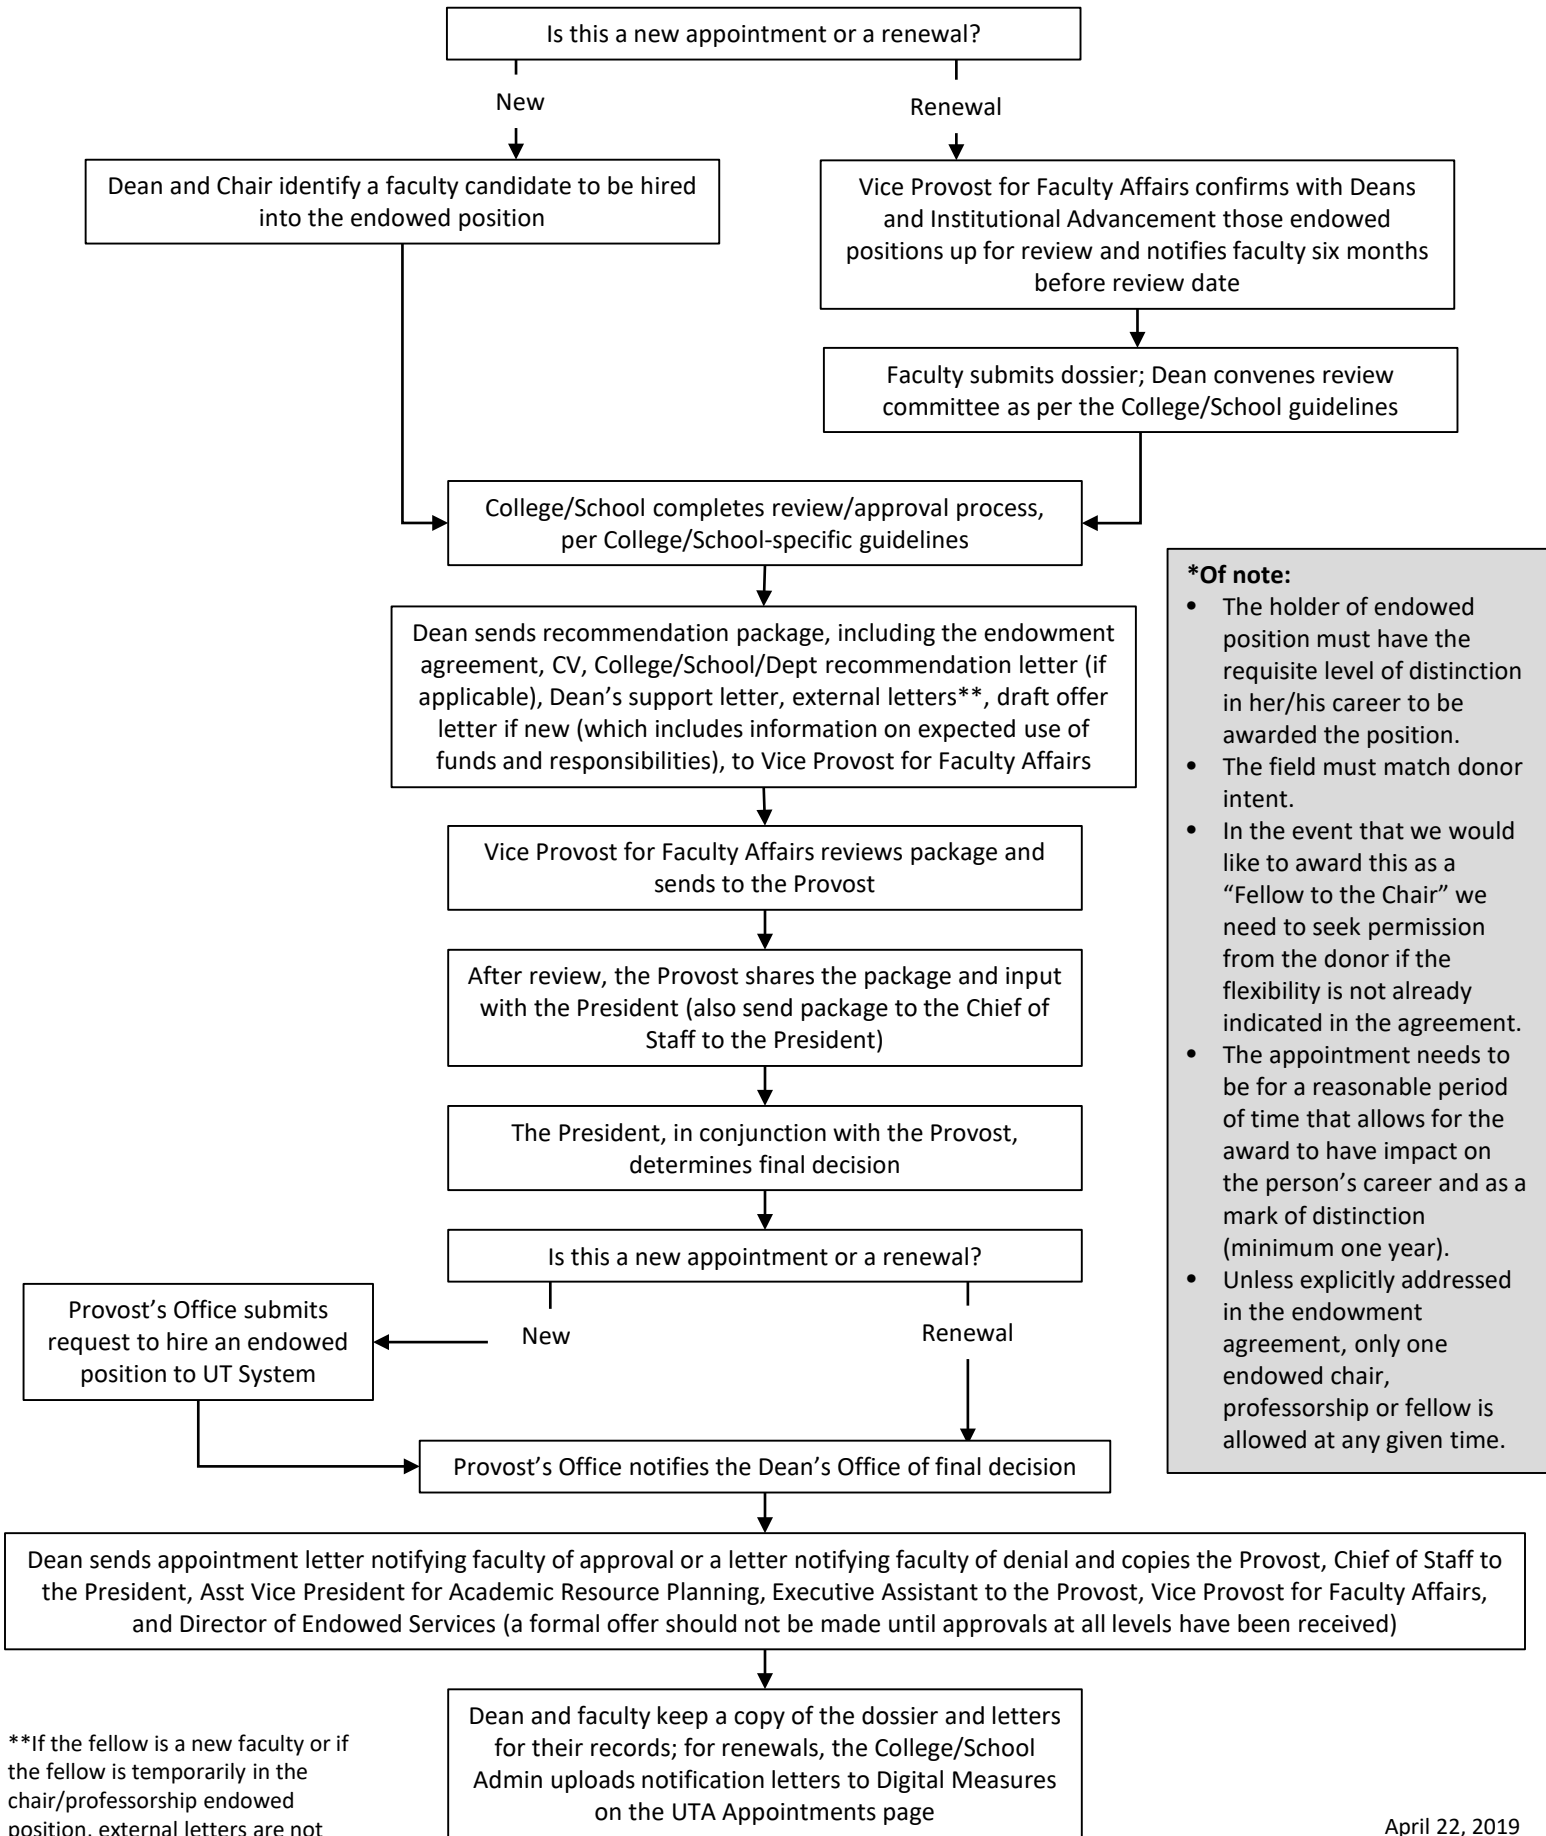 Is this a new appointment or a renewal?
New
Renewal
Dean and Chair identify a faculty candidate to be hired
into the endowed position
Vice Provost for Faculty Affairs confirms with Deans
and Institutional Advancement those endowed
positions up for review and notifies faculty six months
before review date
Faculty submits dossier; Dean convenes review
committee as per the College/School guidelines
College/School completes review/approval process,
per College/School-specific guidelines
Dean sends recommendation package, including the endowment
agreement, CV, College/School/Dept recommendation letter (if
applicable), Dean’s support letter, external letters**, draft offer
letter if new (which includes information on expected use of
funds and responsibilities), to Vice Provost for Faculty Affairs
Vice Provost for Faculty Affairs reviews package and
sends to the Provost
After review, the Provost shares the package and input
with the President (also send package to the Chief of
Staff to the President)
The President, in conjunction with the Provost,
determines final decision
Is this a new appointment or a renewal?
New
Renewal
Provost’s Office submits
request to hire an endowed
position to UT System
Provost’s Office notifies the Dean’s Office of final decision
*Of note:
• The holder of endowed
position must have the
requisite level of distinction
in her/his career to be
awarded the position.
• The field must match donor
intent.
• In the event that we would
like to award this as a
“Fellow to the Chair” we
need to seek permission
from the donor if the
flexibility is not already
indicated in the agreement.
• The appointment needs to
be for a reasonable period
of time that allows for the
award to have impact on
the person’s career and as a
mark of distinction
(minimum one year).
• Unless explicitly addressed
in the endowment
agreement, only one
endowed chair,
professorship or fellow is
allowed at any given time.
Dean sends appointment letter notifying faculty of approval or a letter notifying faculty of denial and copies the Provost, Chief of Staff to
the President, Asst Vice President for Academic Resource Planning, Executive Assistant to the Provost, Vice Provost for Faculty Affairs,
and Director of Endowed Services (a formal offer should not be made until approvals at all levels have been received)
Dean and faculty keep a copy of the dossier and letters
for their records; for renewals, the College/School
Admin uploads notification letters to Digital Measures
on the UTA Appointments page
**If the fellow is a new faculty or if
the fellow is temporarily in the
chair/professorship endowed
position, external letters are not
April 22, 2019